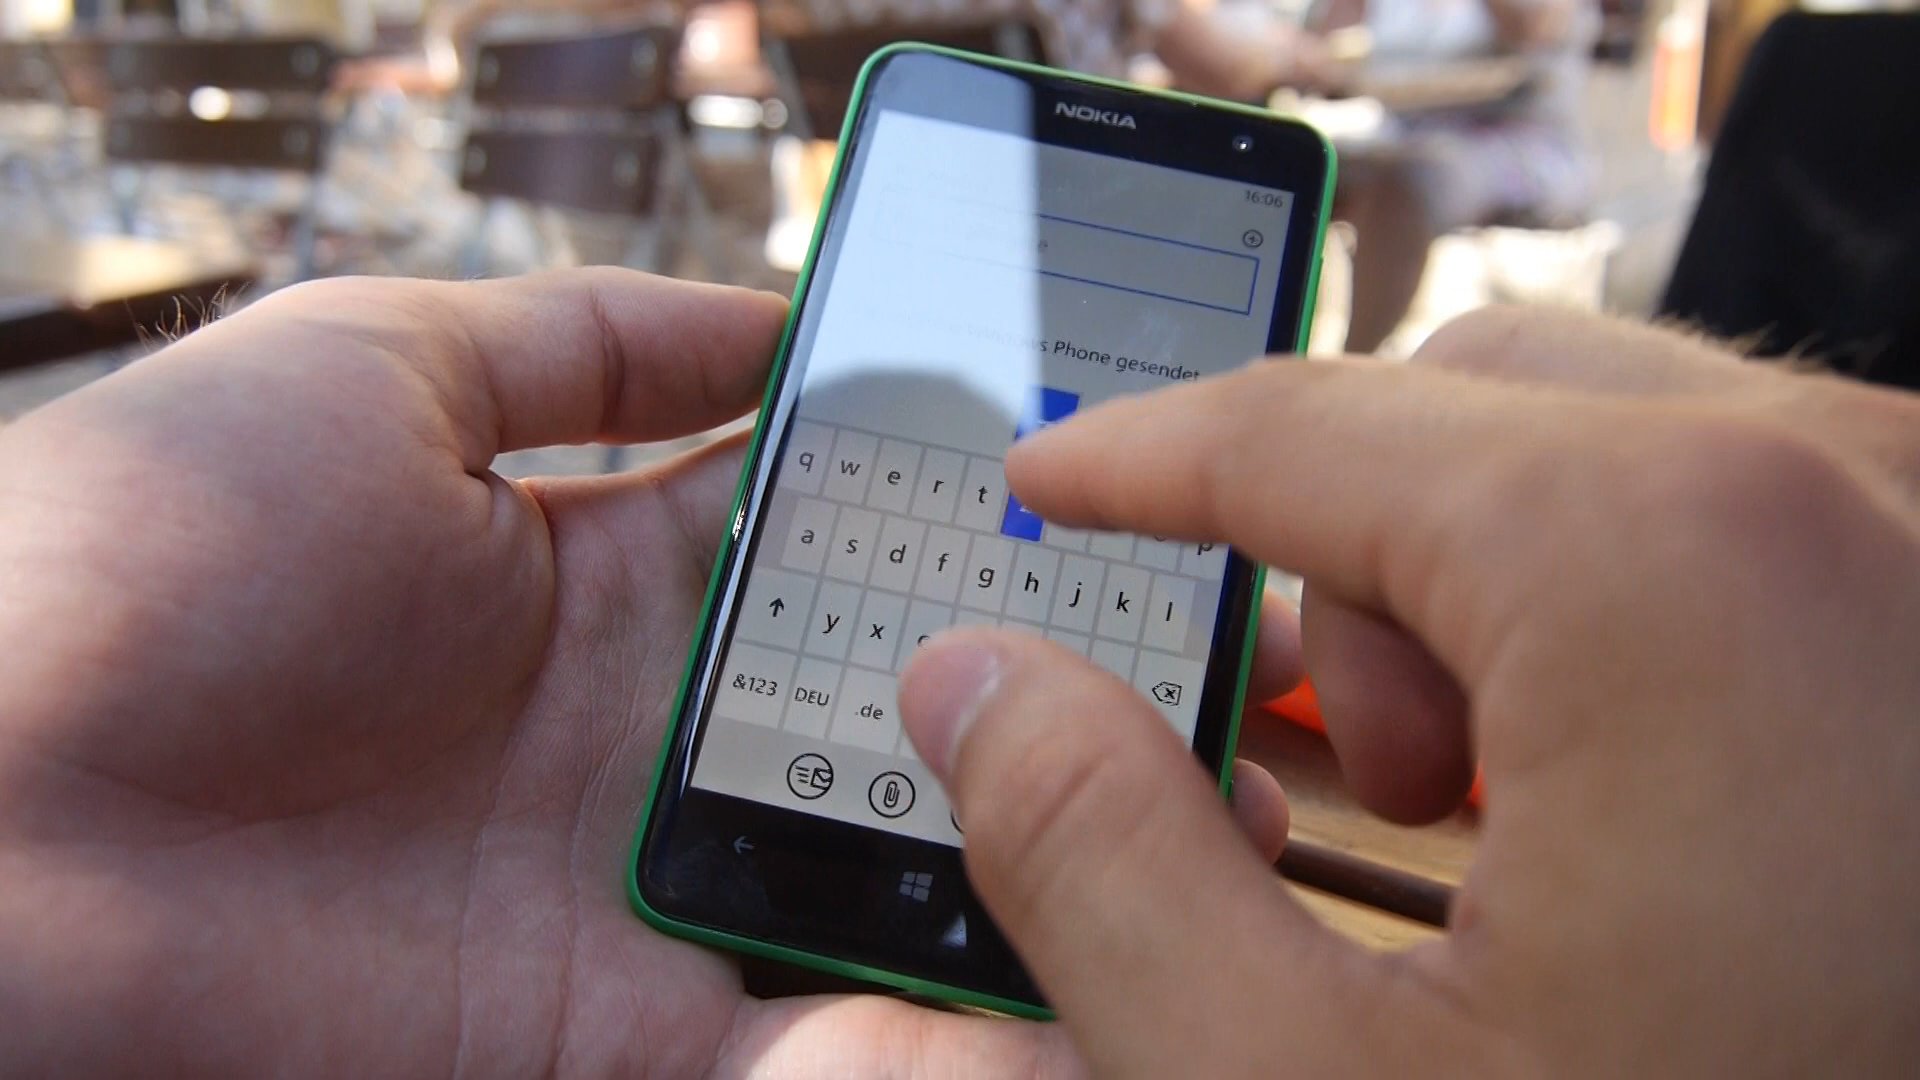 NOKIA
16:06
Phone gesendet
q w e r t p
a s d f g h j k l
y x
&123 DEU .de